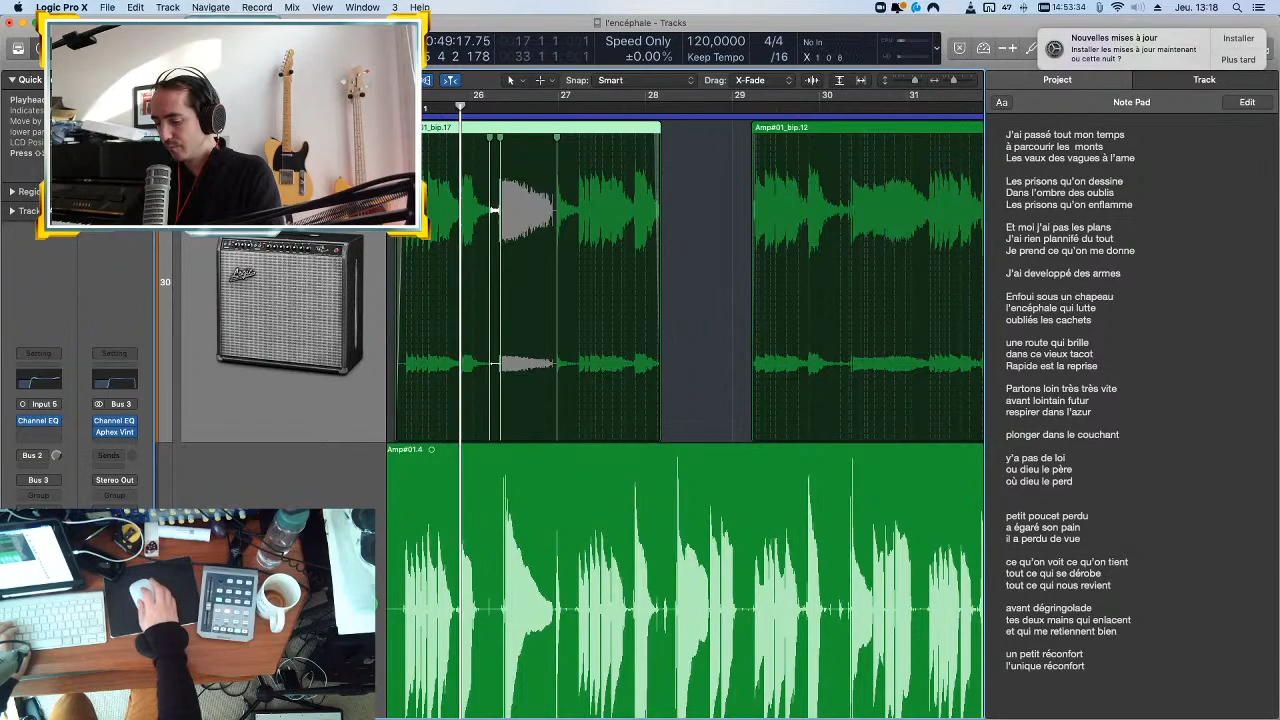 Logic Pro X File Edit Track Navigate Record Mix View Window 3 Help
47 54% Jeu. 13:18
l'encéphale - Tracks
0:49:17.75 17 1 1 Speed Only 120,0000 4/4 No In CPU
5 4 178 33 1 1 ±0.00% Keep Tempo /16
Nouvelles mises à jour
Installer les mises à jour maintenant
ou cette nuit ?
Installer
Plus tard
Quick
Playhea
Indicates
Move by
lower par
LCD Posit
Press
Regi
Track
Snap: Smart Drag: X-Fade
Project Track
Aa Note Pad Edit
26 27 28 29 30 31
01_bip.17 Amp#01_bip.12
30
Argle
Setting Setting
Input 5 Bus 3
Channel EQ Channel EQ
Aphex Vint
Bus 2 Sends
Bus 3 Stereo Out
Group Group
Amp#01.4
J'ai passé tout mon temps
à parcourir les monts
Les vaux des vagues à l'ame
Les prisons qu'on dessine
Dans l'ombre des oublis
Les prisons qu'on enflamme
Et moi j'ai pas les plans
J'ai rien plannifé du tout
Je prend ce qu'on me donne
J'ai developpé des armes
Enfoui sous un chapeau
l'encéphale qui lutte
oubliés les cachets
une route qui brille
dans ce vieux tacot
Rapide est la reprise
Partons loin très très vite
avant lointain futur
respirer dans l'azur
plonger dans le couchant
y'a pas de loi
ou dieu le père
où dieu le perd
petit poucet perdu
a égaré son pain
il a perdu de vue
ce qu'on voit ce qu'on tient
tout ce qui se dérobe
tout ce qui nous revient
avant dégringolade
tes deux mains qui enlacent
et qui me retiennent bien
un petit réconfort
l'unique réconfort